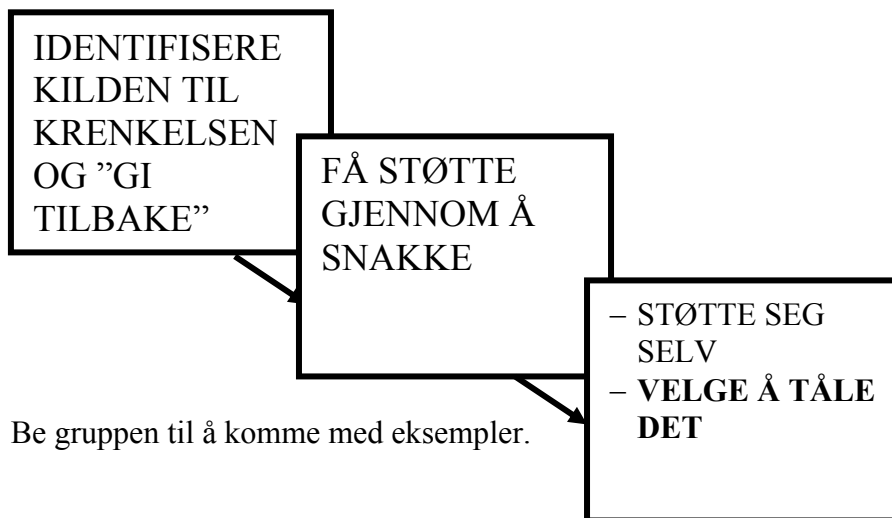 IDENTIFISERE
KILDEN TIL
KRENKELSEN
OG ”GI
TILBAKE”
FÅ STØTTE
GJENNOM Å
SNAKKE
– STØTTE SEG
SELV
– VELGE Å TÅLE
DET
Be gruppen til å komme med eksempler.